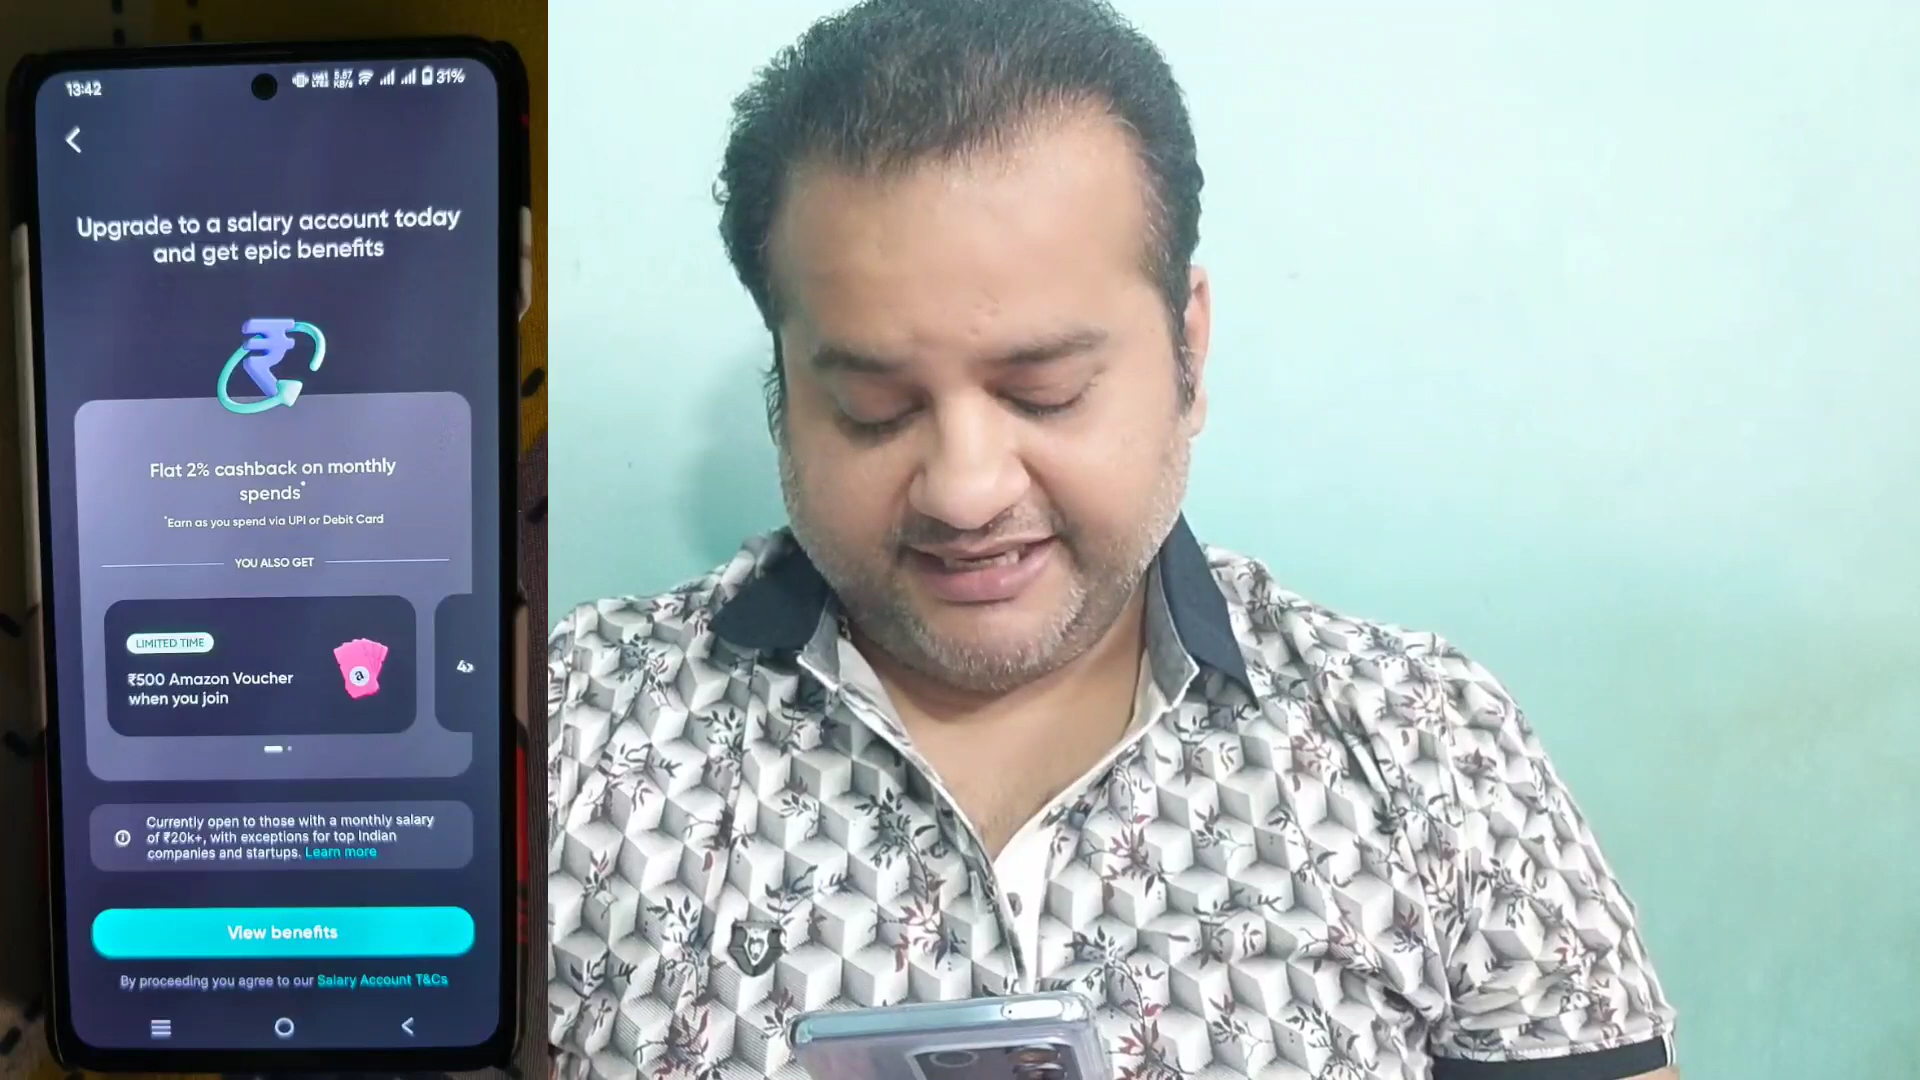 13:42
31%
Upgrade to a salary account today
and get epic benefits
Flat 2% cashback on monthly
spends*
*Earn as you spend via UPI or Debit Card
YOU ALSO GET
LIMITED TIME
₹500 Amazon Voucher
when you join
Currently open to those with a monthly salary
of ₹20k+, with exceptions for top Indian
companies and startups. Learn more
View benefits
By proceeding you agree to our Salary Account T&Cs